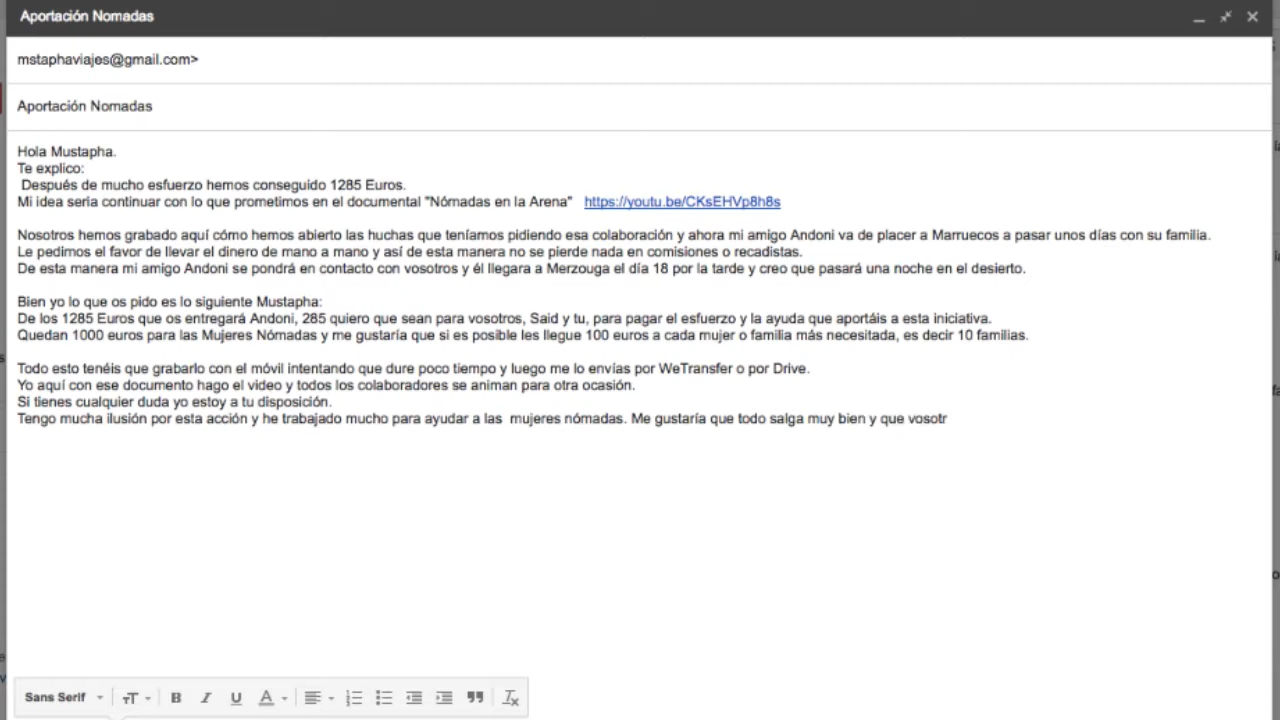 Aportación Nomadas
mstaphaviajes@gmail.com>
Aportación Nomadas
Hola Mustapha.
Te explico:
Después de mucho esfuerzo hemos conseguido 1285 Euros.
Mi idea seria continuar con lo que prometimos en el documental "Nómadas en la Arena" https://youtu.be/CKsEHVp8h8s
Nosotros hemos grabado aquí cómo hemos abierto las huchas que teníamos pidiendo esa colaboración y ahora mi amigo Andoni va de placer a Marruecos a pasar unos días con su familia.
Le pedimos el favor de llevar el dinero de mano a mano y así de esta manera no se pierde nada en comisiones o recadistas.
De esta manera mi amigo Andoni se pondrá en contacto con vosotros y él llegara a Merzouga el día 18 por la tarde y creo que pasará una noche en el desierto.
Bien yo lo que os pido es lo siguiente Mustapha:
De los 1285 Euros que os entregará Andoni, 285 quiero que sean para vosotros, Said y tu, para pagar el esfuerzo y la ayuda que aportáis a esta iniciativa.
Quedan 1000 euros para las Mujeres Nómadas y me gustaría que si es posible les llegue 100 euros a cada mujer o familia más necesitada, es decir 10 familias.
Todo esto tenéis que grabarlo con el móvil intentando que dure poco tiempo y luego me lo envías por WeTransfer o por Drive.
Yo aquí con ese documento hago el video y todos los colaboradores se animan para otra ocasión.
Si tienes cualquier duda yo estoy a tu disposición.
Tengo mucha ilusión por esta acción y he trabajado mucho para ayudar a las mujeres nómadas. Me gustaría que todo salga muy bien y que vosotr
Sans Serif